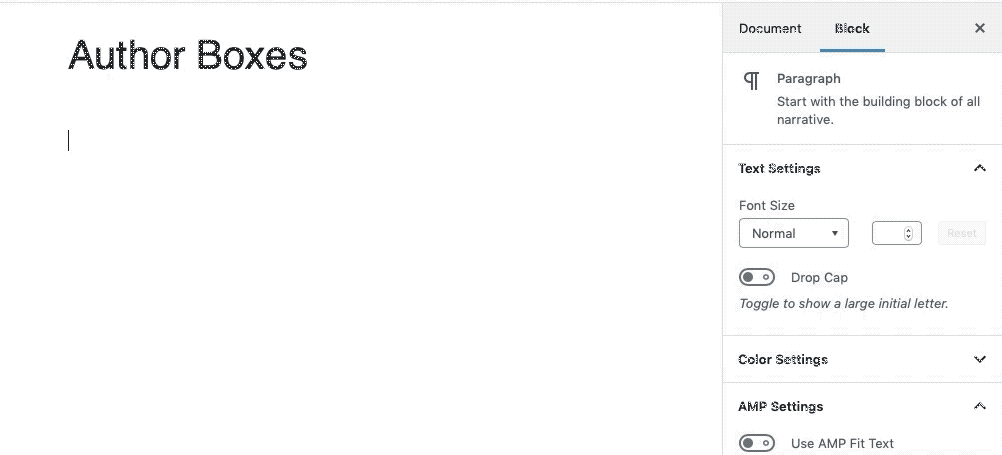 Author Boxes
Document Block
Paragraph
Start with the building block of all
narrative.
Text Settings
Font Size
Normal Reset
Drop Cap
Toggle to show a large initial letter.
Color Settings
AMP Settings
Use AMP Fit Text